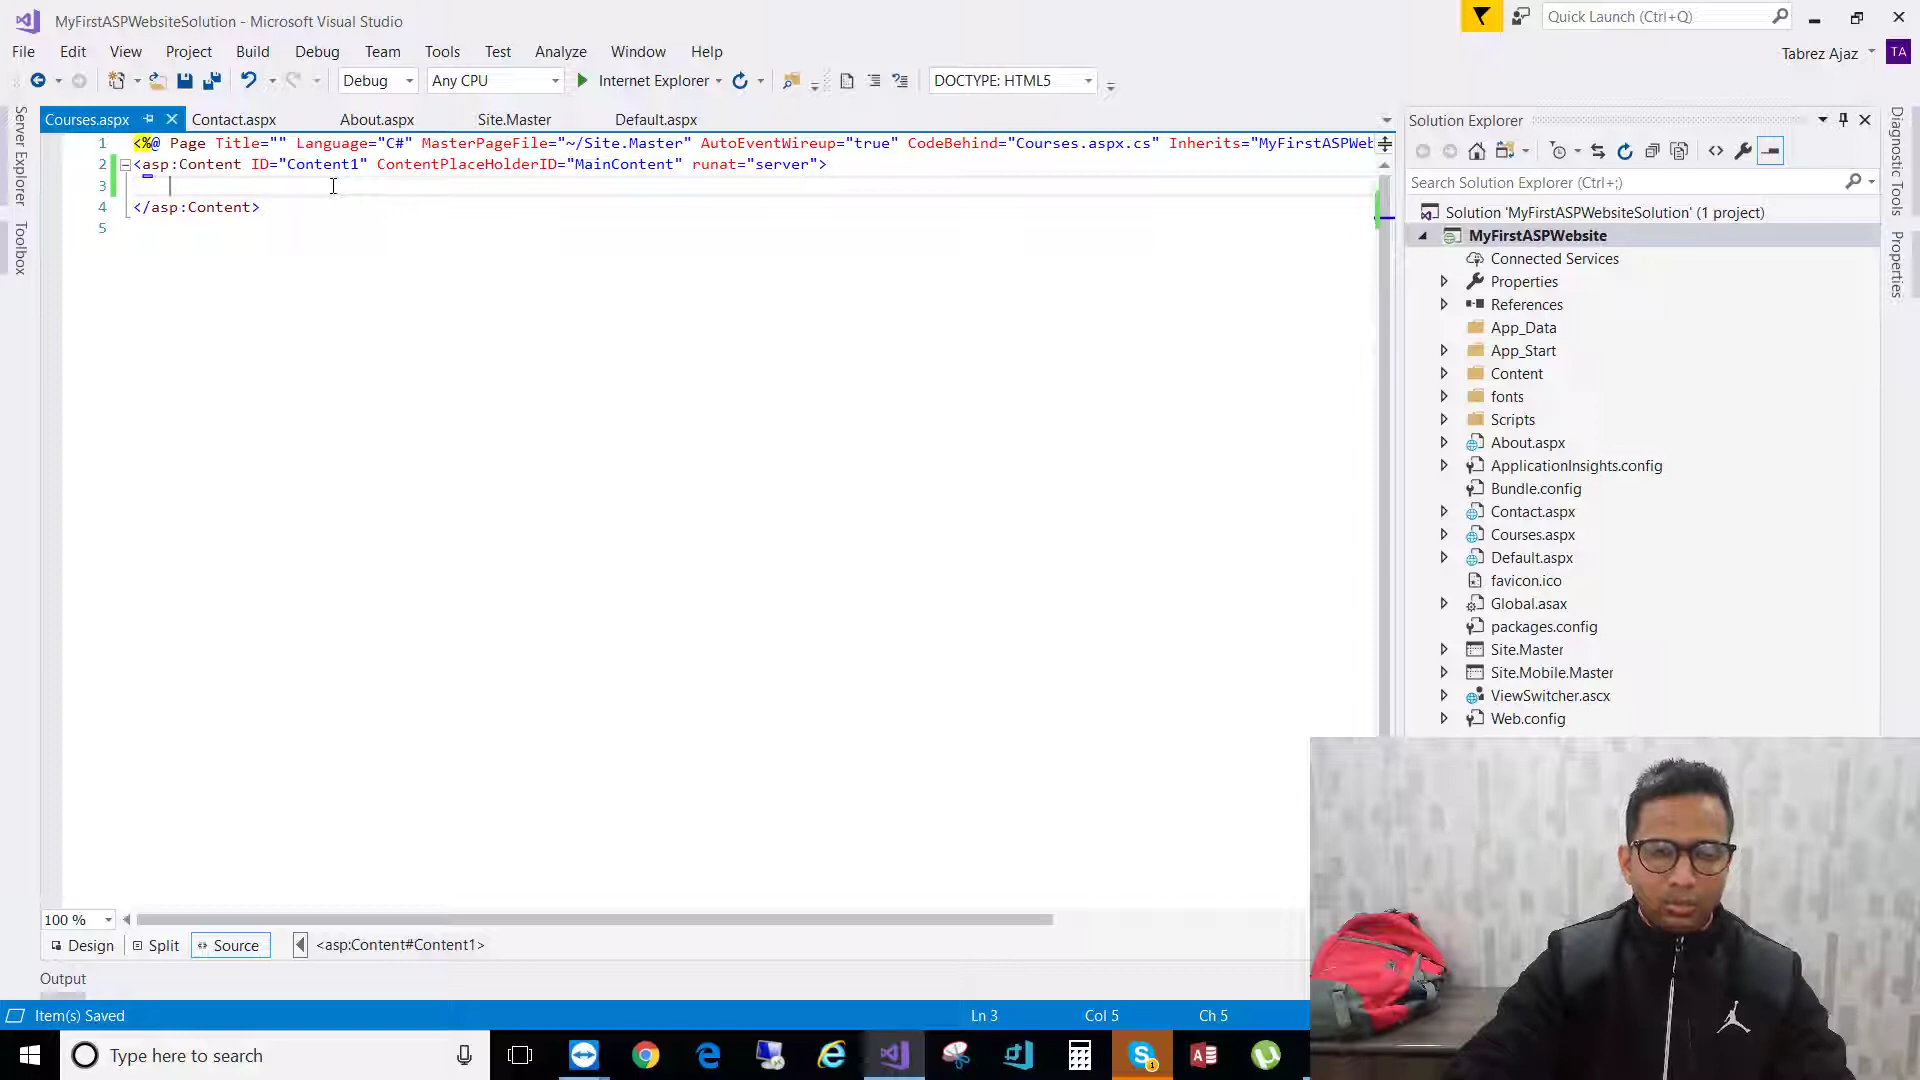 MyFirstASPWebsiteSolution - Microsoft Visual Studio
Quick Launch (Ctrl+Q)
File Edit View Project Build Debug Team Tools Test Analyze Window Help
Tabrez Ajaz TA
Debug Any CPU Internet Explorer DOCTYPE: HTML5
Server Explorer
Toolbox
Courses.aspx Contact.aspx About.aspx Site.Master Default.aspx
1 <%@ Page Title="" Language="C#" MasterPageFile="~/Site.Master" AutoEventWireup="true" CodeBehind="Courses.aspx.cs" Inherits="MyFirstASPWeb
2 <asp:Content ID="Content1" ContentPlaceHolderID="MainContent" runat="server">
3
4 </asp:Content>
5
100 %
Design Split Source <asp:Content#Content1>
Output
Solution Explorer
Search Solution Explorer (Ctrl+;)
Solution 'MyFirstASPWebsiteSolution' (1 project)
MyFirstASPWebsite
Connected Services
Properties
References
App_Data
App_Start
Content
fonts
Scripts
About.aspx
ApplicationInsights.config
Bundle.config
Contact.aspx
Courses.aspx
Default.aspx
favicon.ico
Global.asax
packages.config
Site.Master
Site.Mobile.Master
ViewSwitcher.ascx
Web.config
Diagnostic Tools
Properties
Item(s) Saved Ln 3 Col 5 Ch 5
Type here to search